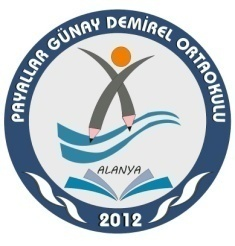 PAYALLAR GÜNAY DEMİREL ORTAOKULU
ALANYA
2012